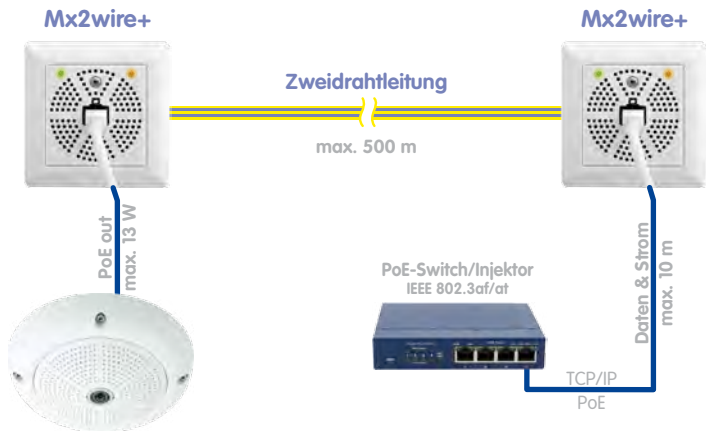 Mx2wire+
Mx2wire+
Zweidrahtleitung
max. 500 m
PoE out
max. 13 W
PoE-Switch/Injektor
IEEE 802.3af/at
Daten & Strom
max. 10 m
TCP/IP
PoE